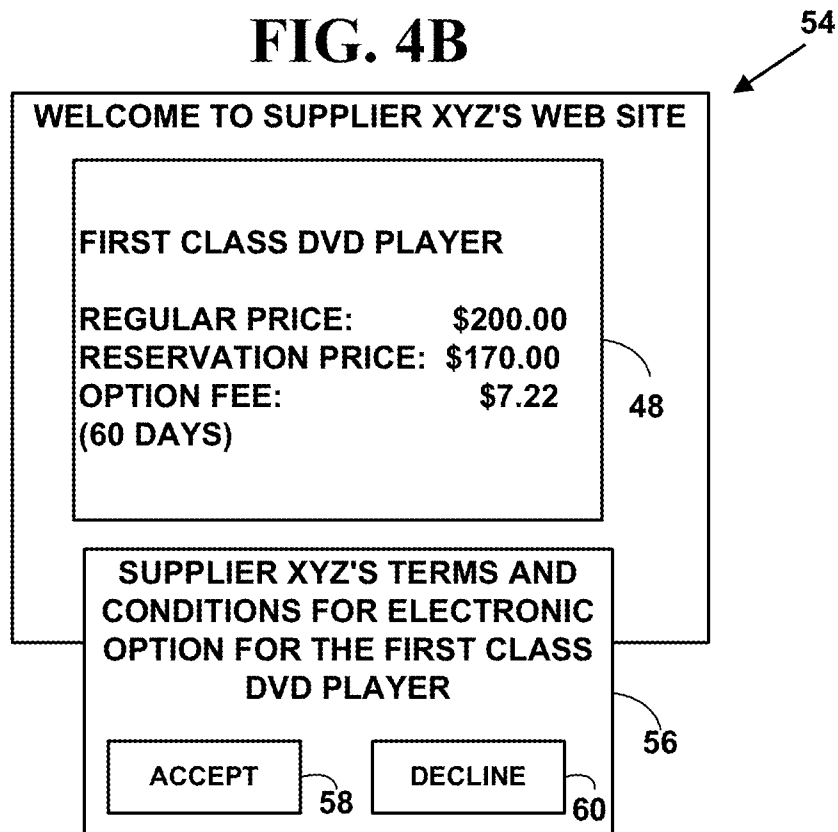 FIG. 4B
54
WELCOME TO SUPPLIER XYZ'S WEB SITE
FIRST CLASS DVD PLAYER
REGULAR PRICE: $200.00
RESERVATION PRICE: $170.00
OPTION FEE: $7.22
(60 DAYS)
48
SUPPLIER XYZ'S TERMS AND
CONDITIONS FOR ELECTRONIC
OPTION FOR THE FIRST CLASS
DVD PLAYER
56
ACCEPT 58 DECLINE 60